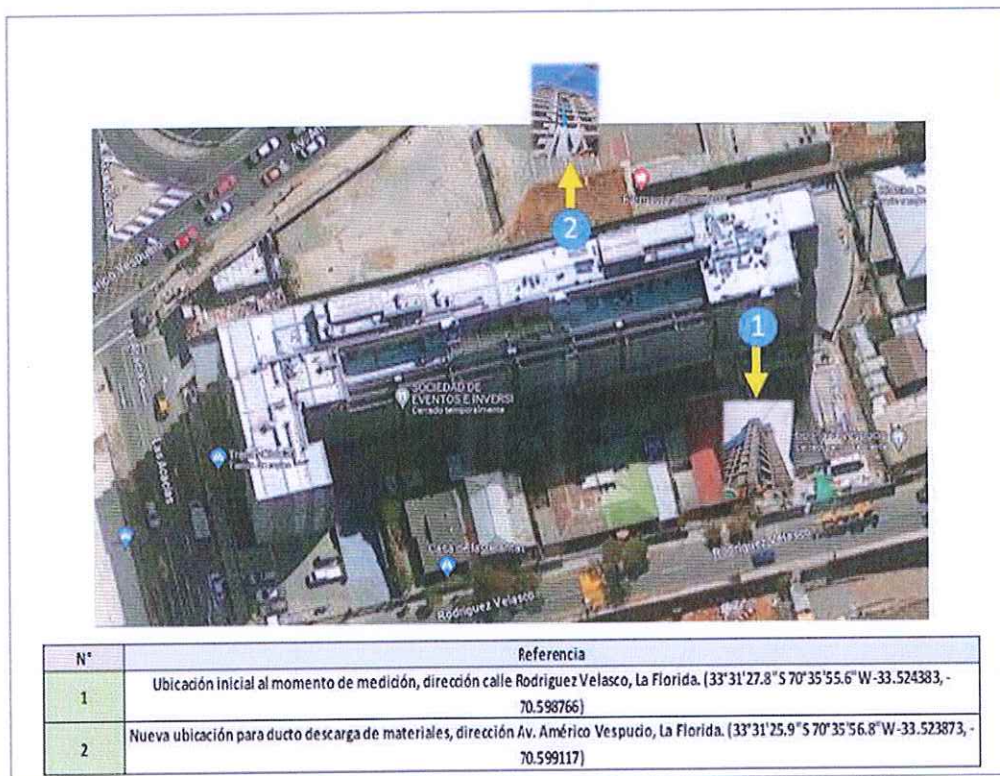 2
1
SOCIEDAD DE
EVENTOS E INVERSI
Cerrado temporalmente
Las Acacias
Rodriguez Velasco
Rodriguez Velasco
N° Referencia
1 Ubicación inicial al momento de medición, dirección calle Rodriguez Velasco, La Florida. (33°31'27.8"S 70°35'55.6"W-33.524383, -
70.598766)
2 Nueva ubicación para ducto descarga de materiales, dirección Av. Américo Vespucio, La Florida. (33°31'25.9"S 70°35'56.8"W-33.523873, -
70.599117)